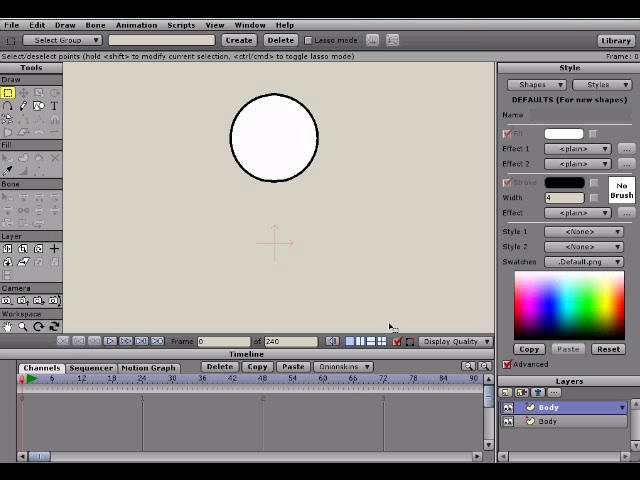 File Edit Draw Bone Animation Scripts View Window Help
Select Group Create Delete Lasso mode Library
Select/deselect points (hold <shift> to modify current selection, <ctrl/cmd> to toggle lasso mode) Frame: 0
Tools
Draw
T
Fill
Bone
Layer
Camera
Workspace
Style
Shapes Styles
DEFAULTS (For new shapes)
Name
Fill
Effect 1 <plain> ...
Effect 2 <plain> ...
Stroke
Width 4
No Brush
Effect <plain> ...
Style 1 <None>
Style 2 <None>
Swatches .Default.png
Copy Paste Reset
Advanced
Frame 0 of 240 Display Quality
Timeline
Channels Sequencer Motion Graph Delete Copy Paste Onionskins
0 6 12 18 24 30 36 42 48 54 60 66 72 78 84 90
0 1 2 3
Layers
...
Body
Body